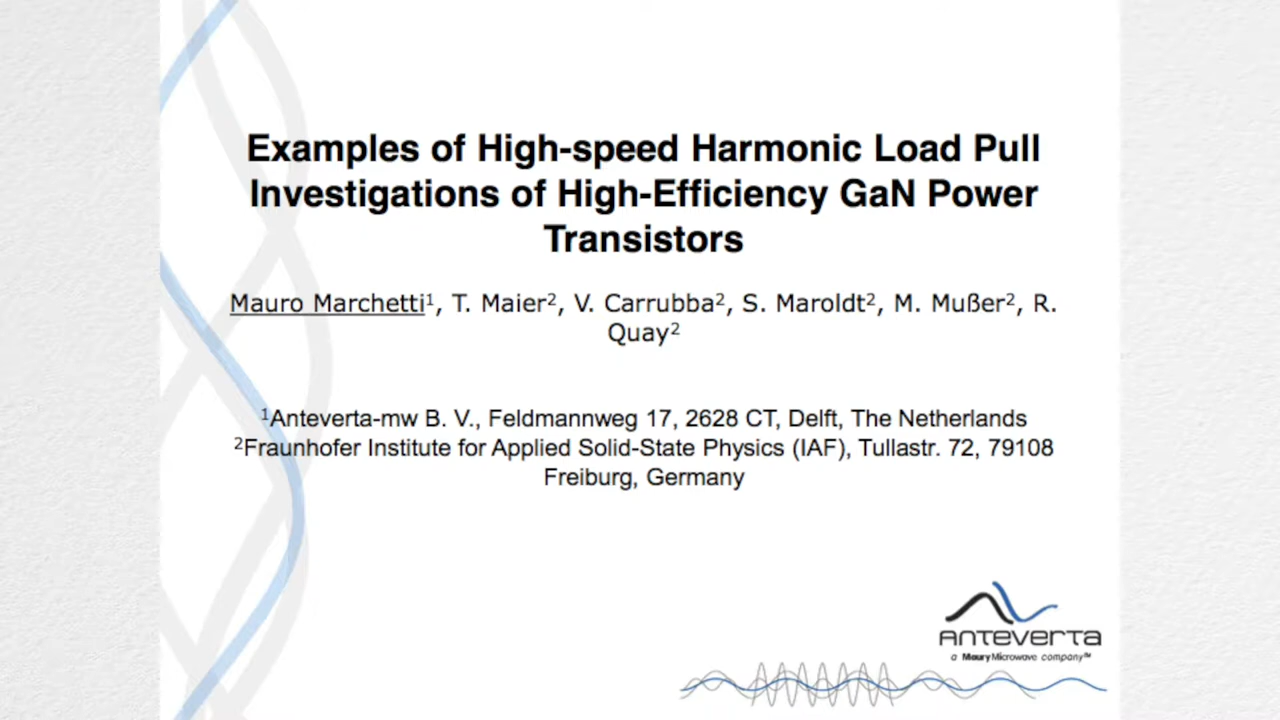 Examples of High-speed Harmonic Load Pull
Investigations of High-Efficiency GaN Power
Transistors
Mauro Marchetti¹, T. Maier², V. Carrubba², S. Maroldt², M. Mußer², R.
Quay²
¹Anteverta-mw B. V., Feldmannweg 17, 2628 CT, Delft, The Netherlands
²Fraunhofer Institute for Applied Solid-State Physics (IAF), Tullastr. 72, 79108
Freiburg, Germany
ANTEVERTA
a Maury Microwave company™